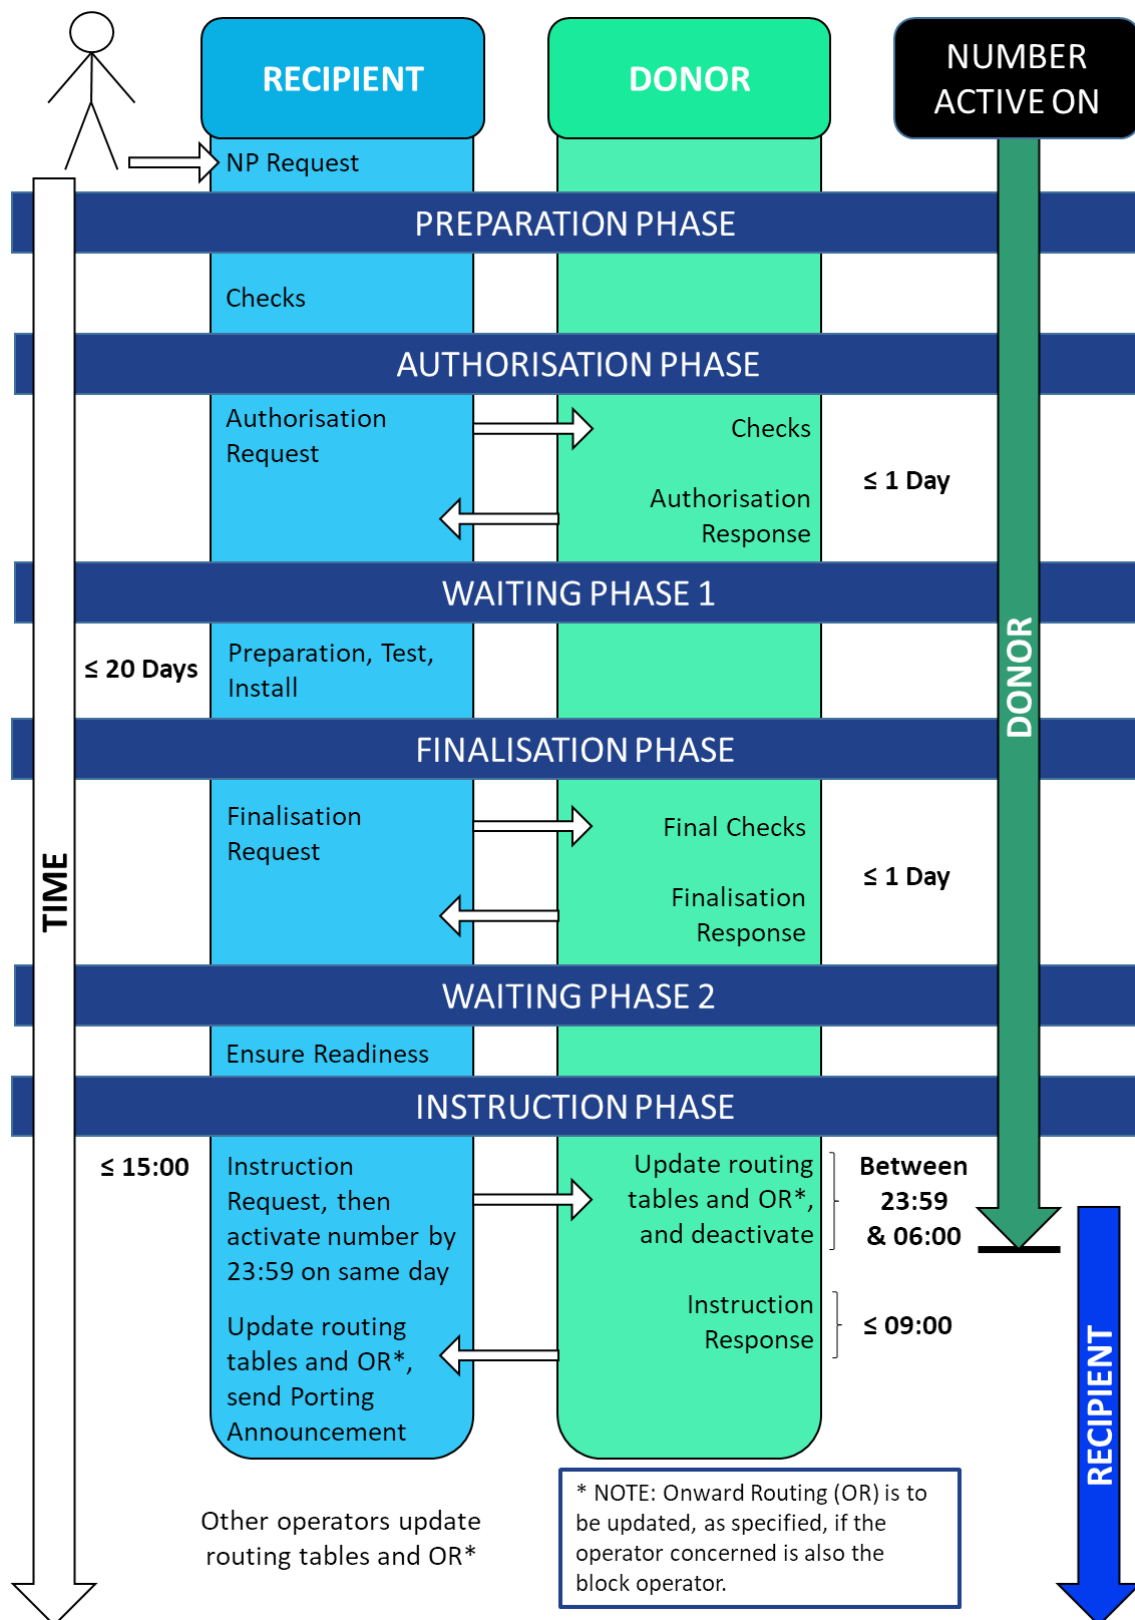 RECIPIENT
DONOR
NUMBER
ACTIVE ON
NP Request
PREPARATION PHASE
Checks
AUTHORISATION PHASE
Authorisation
Request
Checks
≤ 1 Day
Authorisation
Response
WAITING PHASE 1
≤ 20 Days
Preparation, Test,
Install
FINALISATION PHASE
Finalisation
Request
Final Checks
≤ 1 Day
Finalisation
Response
WAITING PHASE 2
Ensure Readiness
INSTRUCTION PHASE
≤ 15:00
Instruction
Request, then
activate number by
23:59 on same day
Update routing
tables and OR*,
and deactivate
Between
23:59
& 06:00
Instruction
Response
≤ 09:00
Update routing
tables and OR*,
send Porting
Announcement
TIME
DONOR
RECIPIENT
Other operators update
routing tables and OR*
* NOTE: Onward Routing (OR) is to
be updated, as specified, if the
operator concerned is also the
block operator.